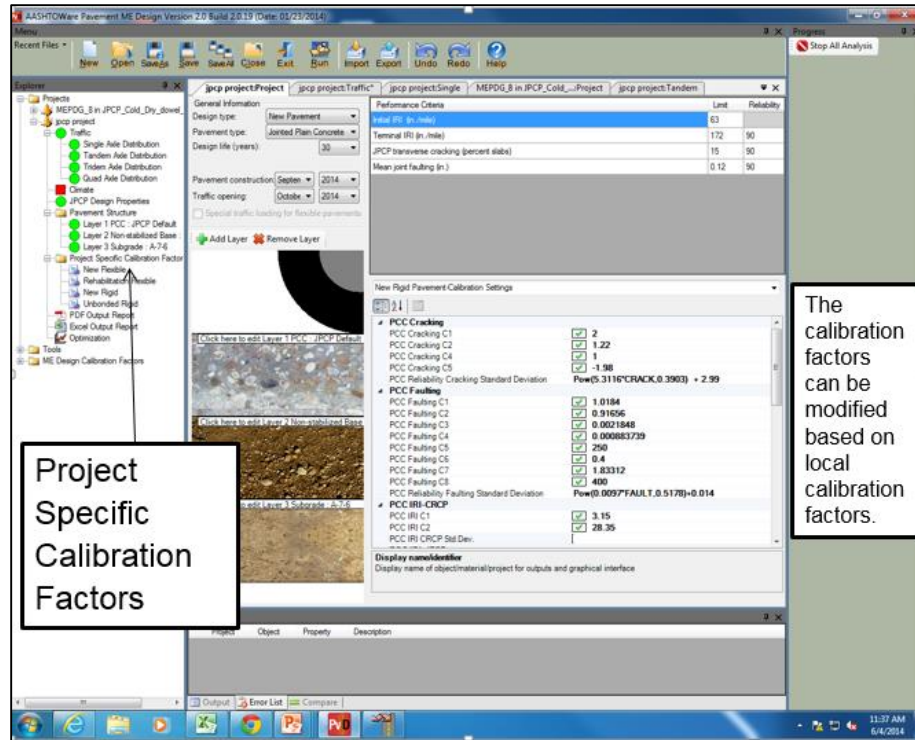 AASHTOWare Pavement ME Design Version 2.0 Build 2.0.19 (Date: 01/23/2014)
Menu
Recent Files
New Open SaveAs Save SaveAll Close Exit Run Import Export Undo Redo Help
Progress
Stop All Analysis
Explorer
Projects
MEPDG_8 in JPCP_Cold_Dry_dowel_
jpcp project
Traffic
Single Axle Distribution
Tandem Axle Distribution
Tridem Axle Distribution
Quad Axle Distribution
Climate
JPCP Design Properties
Pavement Structure
Layer 1 PCC : JPCP Default
Layer 2 Non-stabilized Base :
Layer 3 Subgrade : A-7-6
Project Specific Calibration Factor
New Flexible
Rehabilitation Flexible
New Rigid
Unbonded Rigid
PDF Output Report
Excel Output Report
Optimization
Tools
ME Design Calibration Factors
jpcp project:Project jpcp project:Traffic* jpcp project:Single MEPDG_8 in JPCP_Cold_...:Project jpcp project:Tandem
General Information
Design type: New Pavement
Pavement type: Jointed Plain Concrete
Design life (years): 30
Pavement construction: Septen 2014
Traffic opening: Octobe 2014
Special traffic loading for flexible pavements
Add Layer Remove Layer
Click here to edit Layer 1 PCC : JPCP Default
Click here to edit Layer 2 Non-stabilized Base
to edit Layer 3 Subgrade : A-7-6
Performance Criteria Limit Reliability
Initial IRI (in./mile) 63
Terminal IRI (in./mile) 172 90
JPCP transverse cracking (percent slabs) 15 90
Mean joint faulting (in.) 0.12 90
New Rigid Pavement-Calibration Settings
PCC Cracking
PCC Cracking C1 2
PCC Cracking C2 1.22
PCC Cracking C4 1
PCC Cracking C5 -1.98
PCC Reliability Cracking Standard Deviation Pow(5.3116*CRACK,0.3903) + 2.99
PCC Faulting
PCC Faulting C1 1.0184
PCC Faulting C2 0.91656
PCC Faulting C3 0.0021848
PCC Faulting C4 0.000883739
PCC Faulting C5 250
PCC Faulting C6 0.4
PCC Faulting C7 1.83312
PCC Faulting C8 400
PCC Reliability Faulting Standard Deviation Pow(0.0097*FAULT,0.5178)+0.014
PCC IRI-CRCP
PCC IRI C1 3.15
PCC IRI C2 28.35
PCC IRI CRCP Std.Dev.
Display name/identifier
Display name of object/material/project for outputs and graphical interface
Project
Specific
Calibration
Factors
The
calibration
factors
can be
modified
based on
local
calibration
factors.
Project Object Property Description
Output Error List Compare
11:37 AM
6/4/2014